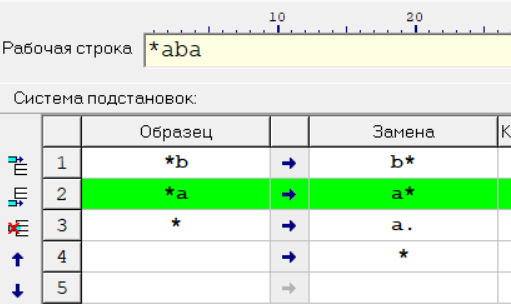 10 20
Рабочая строка *aba
Система подстановок:
Образец → Замена К
1 *b → b*
2 *a → a*
3 * → a.
4 → *
5 →